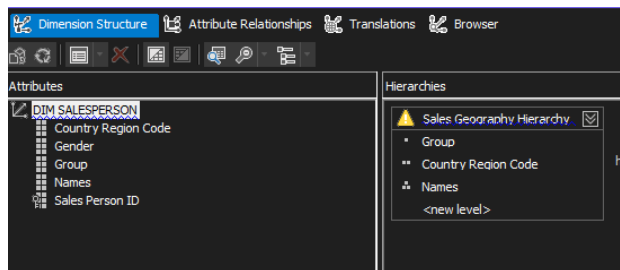 Dimension Structure Attribute Relationships Translations Browser
Attributes
DIM SALESPERSON
Country Region Code
Gender
Group
Names
Sales Person ID
Hierarchies
Sales Geography Hierarchy
Group
Country Region Code
Names
<new level>